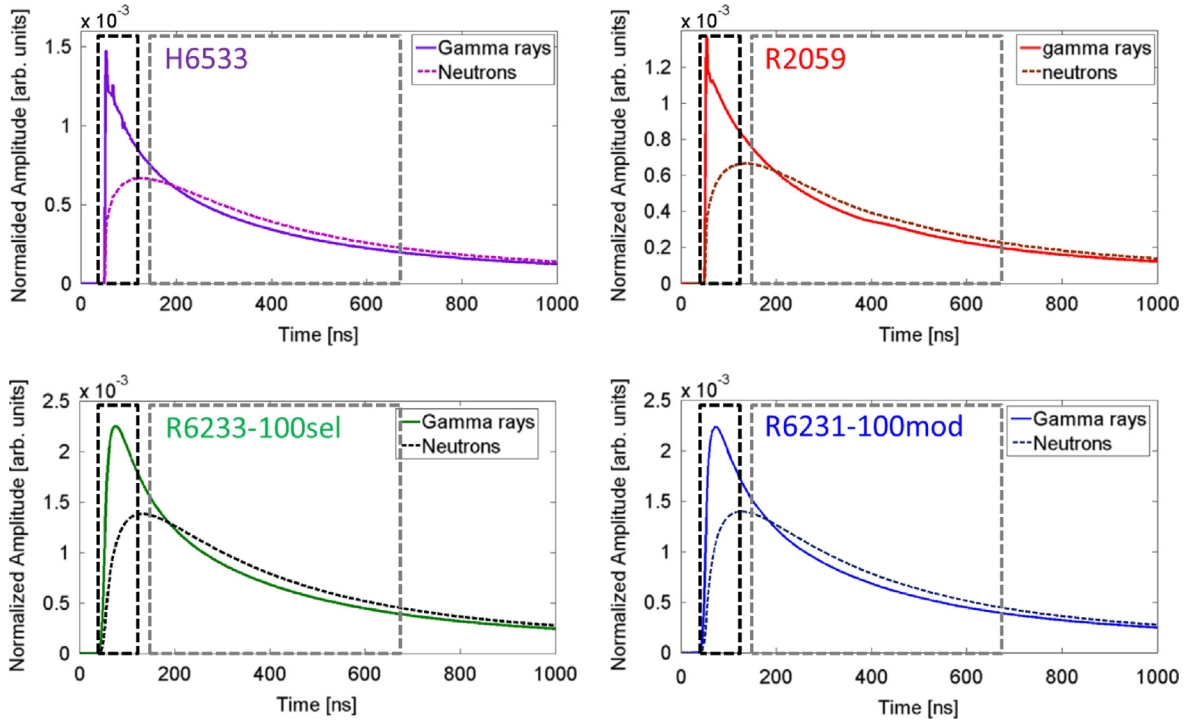 x 10⁻³
H6533
Gamma rays
Neutrons
Normalided Amplitude [arb. units]
1.5
1
0.5
0
0
200
400
600
800
1000
Time [ns]
x 10⁻³
R2059
gamma rays
neutrons
Normalized Amplitude [arb. units]
1.2
1
0.8
0.6
0.4
0.2
0
0
200
400
600
800
1000
Time [ns]
x 10⁻³
R6233-100sel
Gamma rays
Neutrons
Normalized Amplitude [arb. units]
2.5
2
1.5
1
0.5
0
0
200
400
600
800
1000
Time [ns]
x 10⁻³
R6231-100mod
Gamma rays
Neutrons
Normalized Amplitude [arb. units]
2.5
2
1.5
1
0.5
0
0
200
400
600
800
1000
Time [ns]